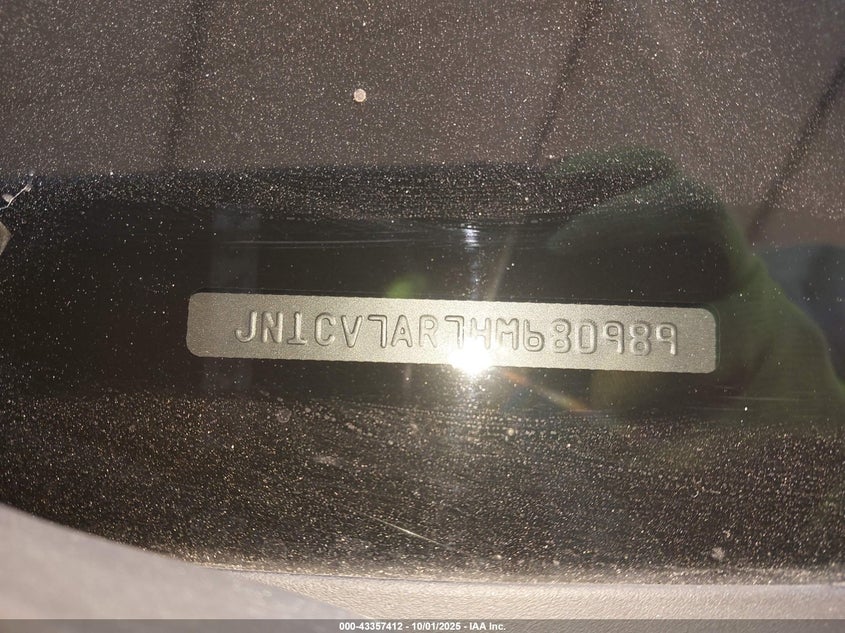 JN1CV7AR7HM680989
000-43357412 • 10/01/2025 • IAA Inc.